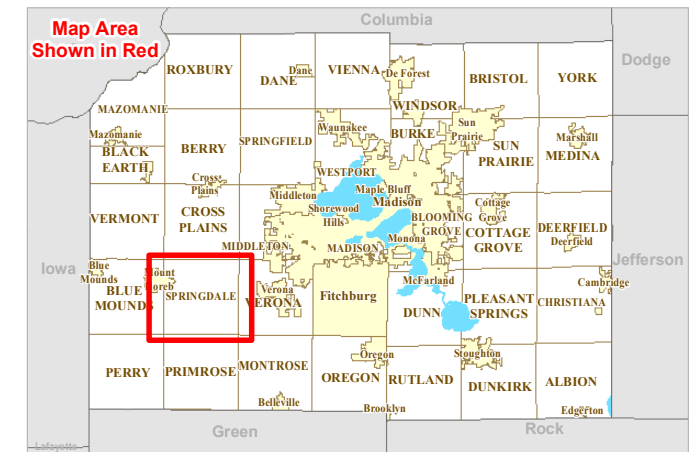 Columbia
Map Area
Shown in Red
Dodge
ROXBURY
DANE
Dane
VIENNA
De Forest
BRISTOL
YORK
WINDSOR
MAZOMANIE
Mazomanie
BLACK
EARTH
BERRY
SPRINGFIELD
Waunakee
BURKE
Sun
Prairie
SUN
PRAIRIE
Marshall
MEDINA
WESTPORT
Cross
Plains
Middleton
Maple Bluff
Madison
Shorewood
Hills
VERMONT
CROSS
PLAINS
MIDDLETON
MADISON
Monona
BLOOMING
GROVE
Cottage
Grove
COTTAGE
GROVE
DEERFIELD
Deerfield
Iowa
Jefferson
Blue
Mounds
BLUE
MOUNDS
Mount
Horeb
SPRINGDALE
Verona
VERONA
Fitchburg
McFarland
DUNN
PLEASANT
SPRINGS
CHRISTIANA
Cambridge
PERRY
PRIMROSE
MONTROSE
Oregon
OREGON
RUTLAND
Stoughton
DUNKIRK
ALBION
Belleville
Brooklyn
Edgerton
Lafayette
Green
Rock